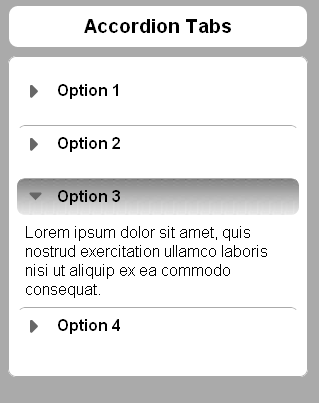 Accordion Tabs
Option 1
Option 2
Option 3
Lorem ipsum dolor sit amet, quis
nostrud exercitation ullamco laboris
nisi ut aliquip ex ea commodo
consequat.
Option 4